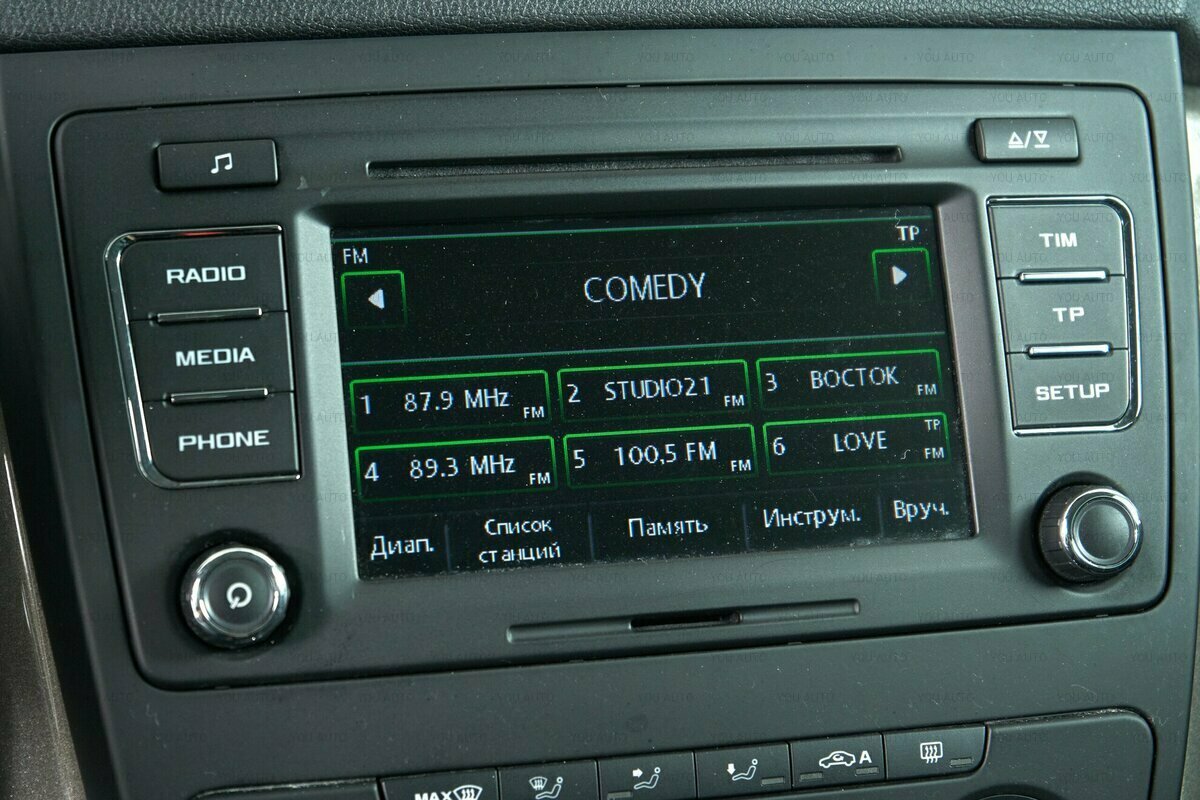 RADIO
MEDIA
PHONE
FM
TP
COMEDY
1 87.9 MHz FM
2 STUDIO21 FM
3 ВОСТОК FM
4 89.3 MHz FM
5 100,5 FM FM
6 LOVE TP FM
Диап.
Список
станций
Память
Инструм.
Вруч.
TIM
TP
SETUP
MAX
A
YOU AUTO